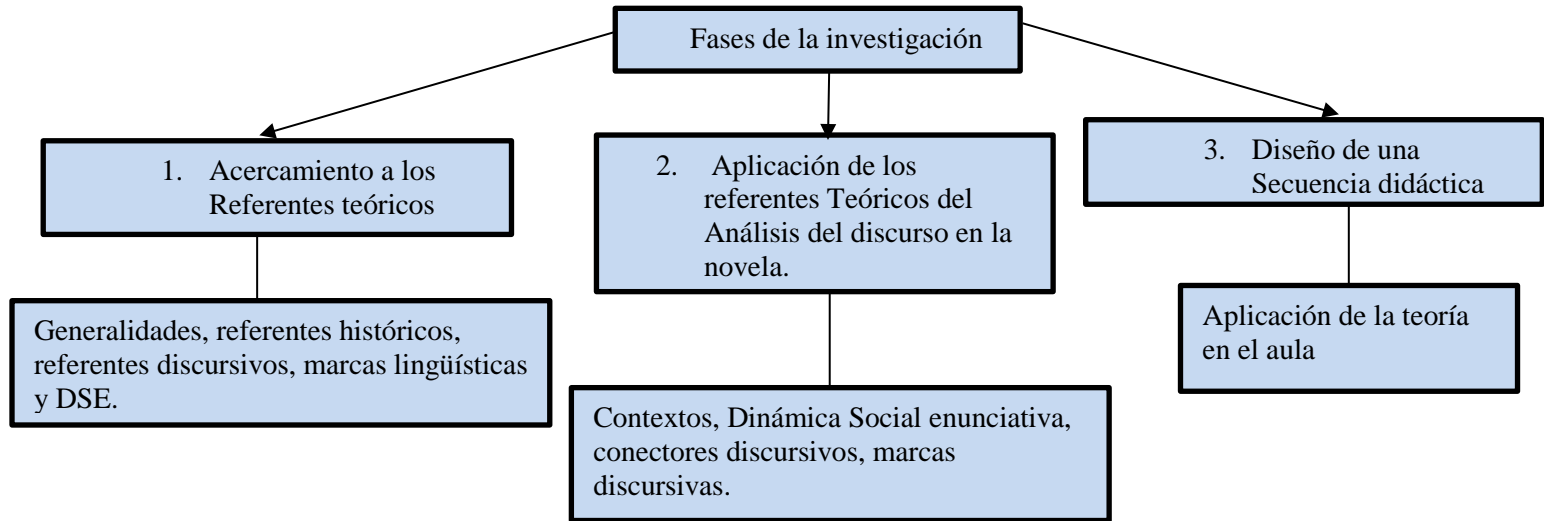 Fases de la investigación
1. Acercamiento a los
Referentes teóricos
2. Aplicación de los
referentes Teóricos del
Análisis del discurso en la
novela.
3. Diseño de una
Secuencia didáctica
Generalidades, referentes históricos,
referentes discursivos, marcas lingüísticas
y DSE.
Contextos, Dinámica Social enunciativa,
conectores discursivos, marcas
discursivas.
Aplicación de la teoría
en el aula